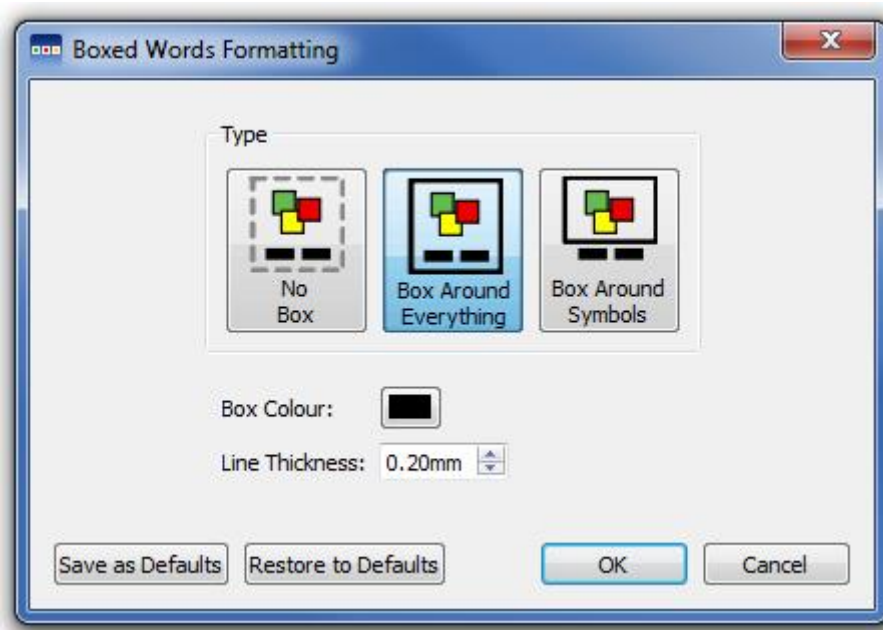 Boxed Words Formatting
Type
No
Box
Box Around
Everything
Box Around
Symbols
Box Colour:
Line Thickness: 0.20mm
Save as Defaults Restore to Defaults OK Cancel